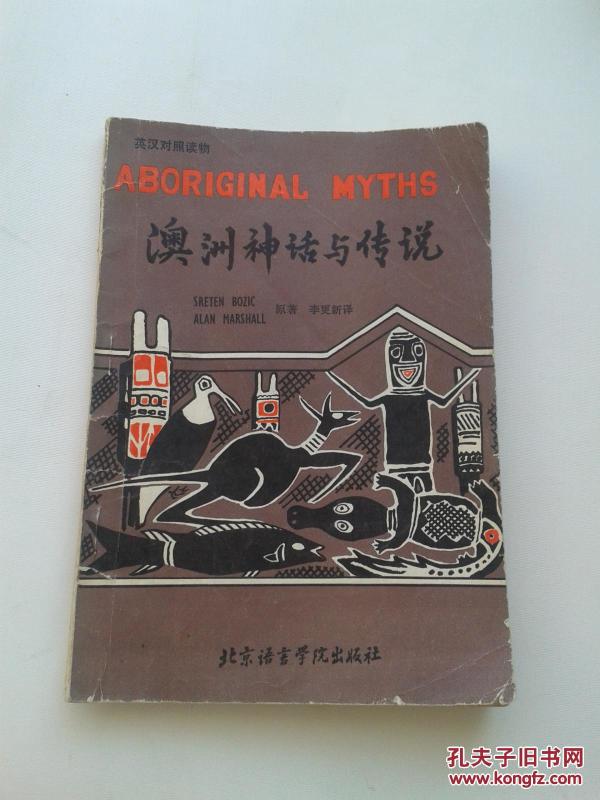 英汉对照读物
ABORIGINAL MYTHS
澳洲神话与传说
SRETEN BOZIC
ALAN MARSHALL
原著 李更新译
北京语言学院出版社
孔夫子旧书网
www.kongfz.com